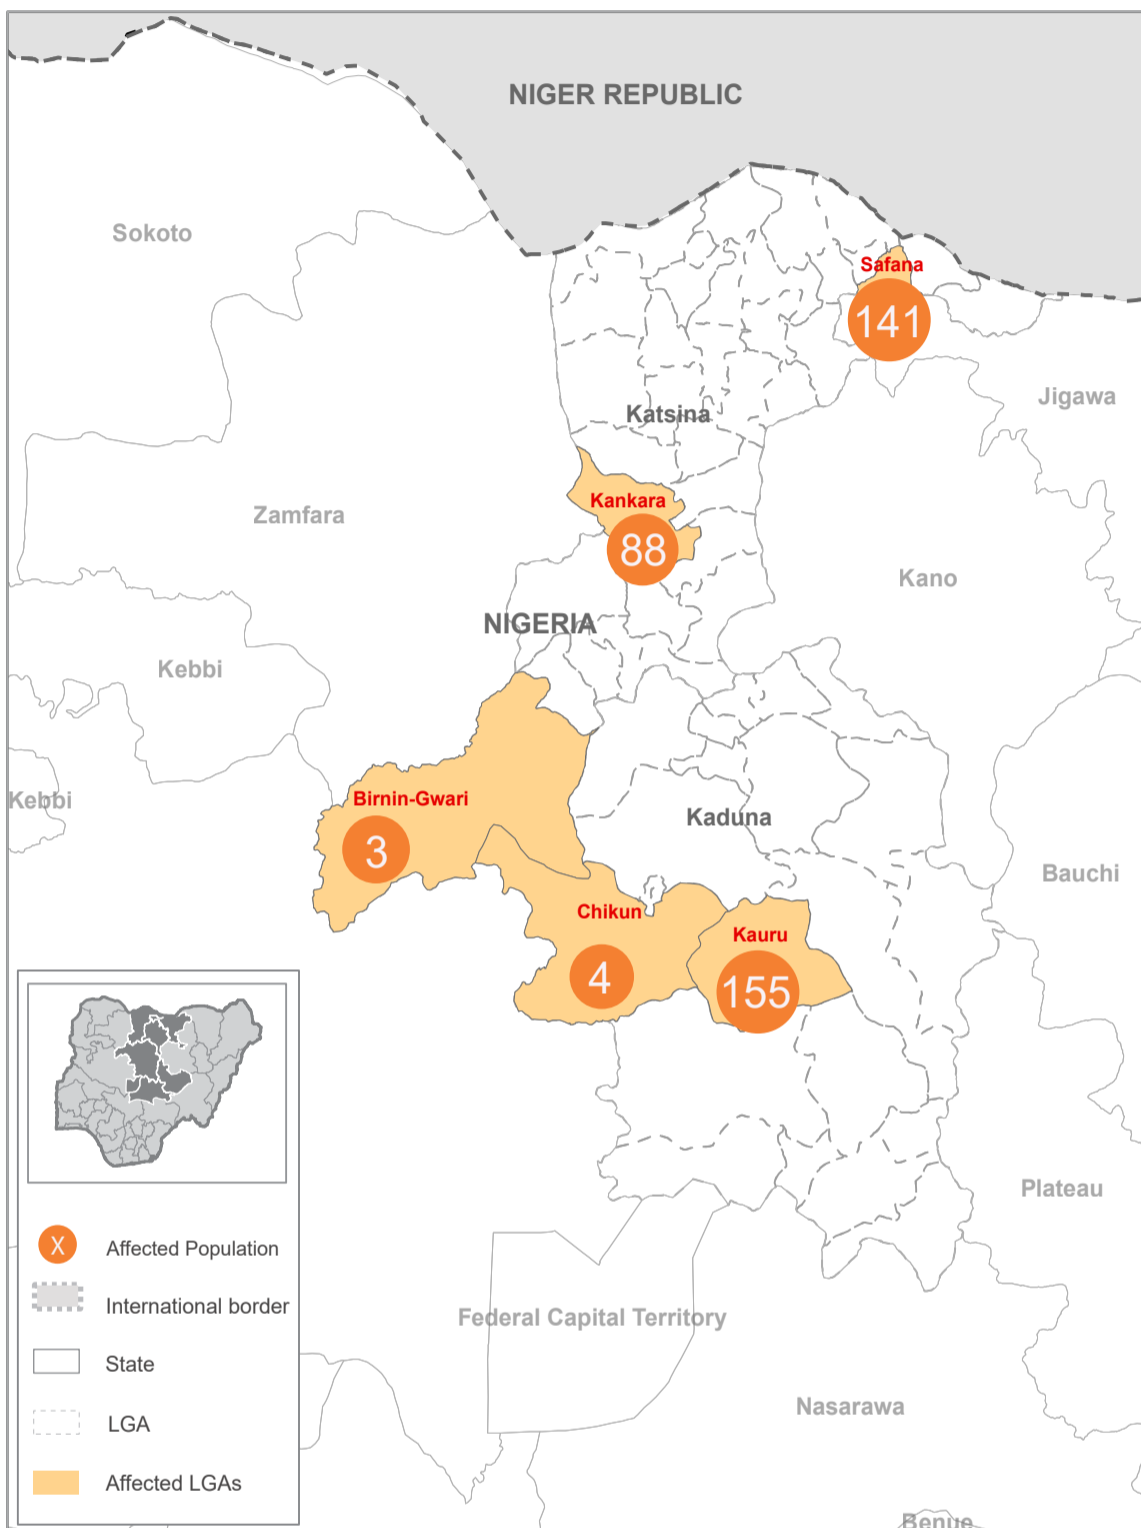 NIGER REPUBLIC
Sokoto
Safana
141
Jigawa
Katsina
Kankara
Zamfara
88
Kano
NIGERIA
Kebbi
Birnin-Gwari
Kebbi
Kaduna
3
Bauchi
Chikun
Kauru
4
155
Plateau
X Affected Population
International border
Federal Capital Territory
State
Nasarawa
LGA
Affected LGAs
Benue